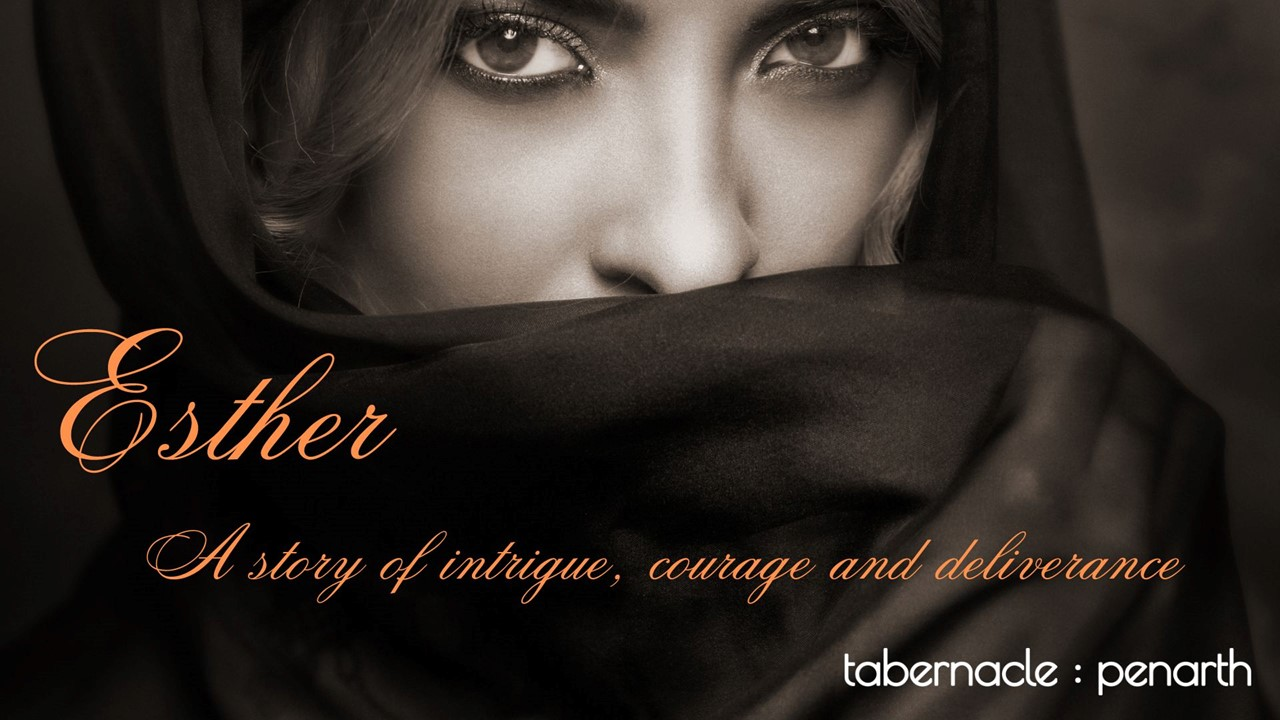 Esther
A story of intrigue, courage and deliverance
tabernacle : penarth